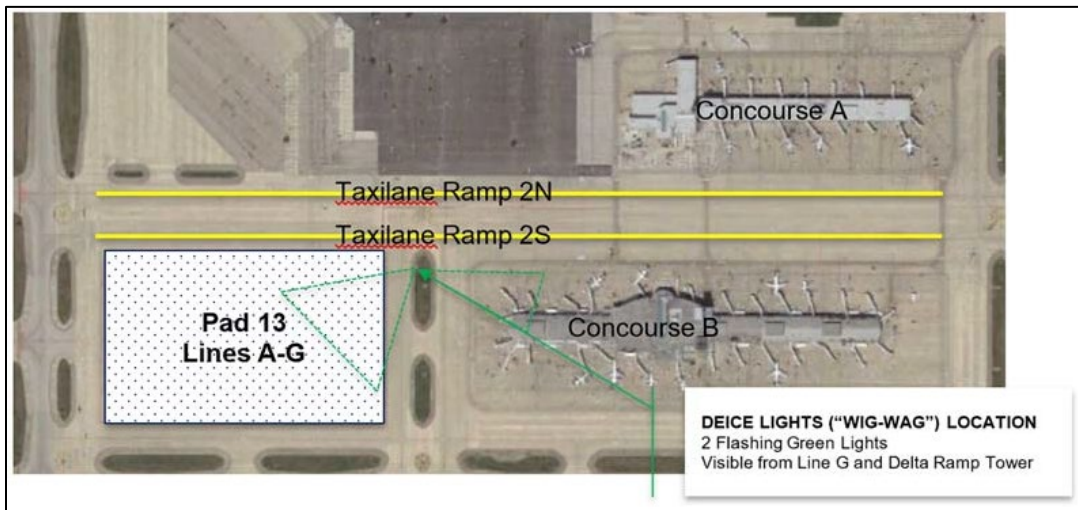 Concourse A
Taxilane Ramp 2N
Taxilane Ramp 2S
Pad 13
Lines A-G
Concourse B
DEICE LIGHTS (“WIG-WAG”) LOCATION
2 Flashing Green Lights
Visible from Line G and Delta Ramp Tower